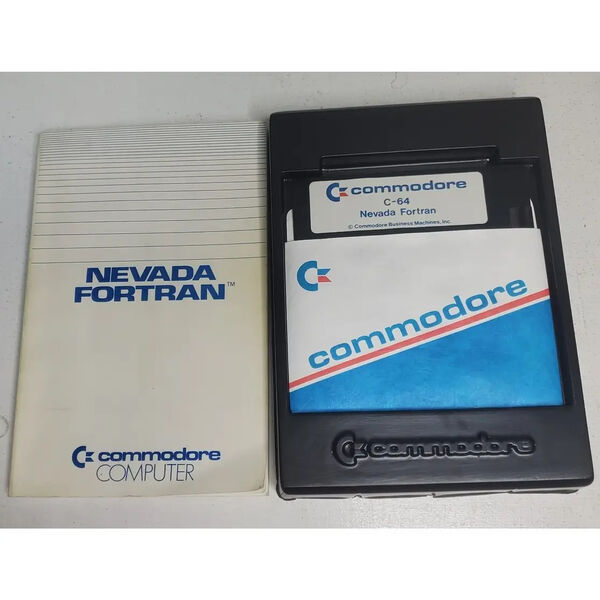 NEVADA
FORTRAN™
commodore
COMPUTER
commodore
C-64
Nevada Fortran
© Commodore Business Machines, Inc.
commodore
commodore